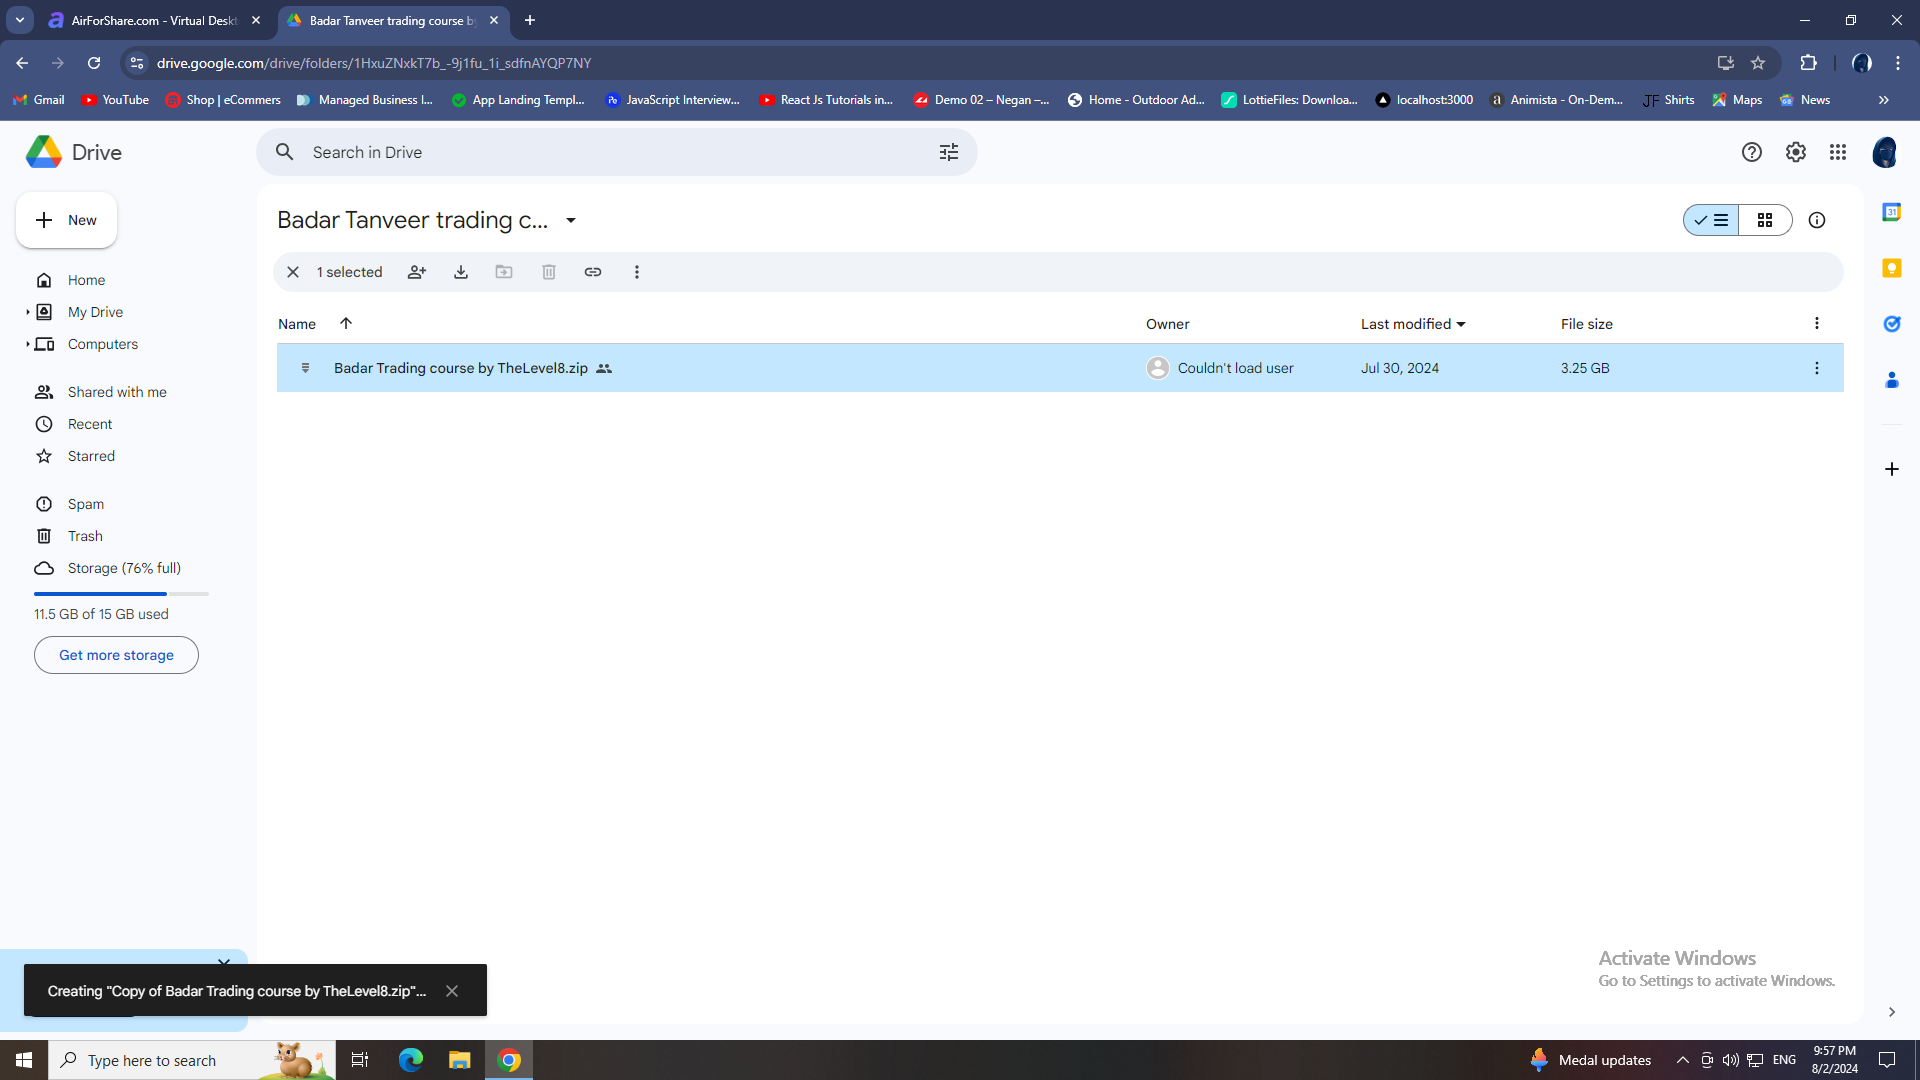 AirForShare.com - Virtual Deskt
Badar Tanveer trading course by
drive.google.com/drive/folders/1HxuZNxkT7b_-9j1fu_1i_sdfnAYQP7NY
Gmail
YouTube
Shop | eCommers
Managed Business I...
App Landing Templ...
JavaScript Interview...
React Js Tutorials in...
Demo 02 – Negan –...
Home - Outdoor Ad...
LottieFiles: Downloa...
localhost:3000
Animista - On-Dem...
JF Shirts
Maps
News
Drive
Search in Drive
New
Badar Tanveer trading c...
1 selected
Home
My Drive
Computers
Shared with me
Recent
Starred
Spam
Trash
Storage (76% full)
11.5 GB of 15 GB used
Get more storage
Name
Owner
Last modified
File size
Badar Trading course by TheLevel8.zip
Couldn't load user
Jul 30, 2024
3.25 GB
31
Activate Windows
Go to Settings to activate Windows.
Creating "Copy of Badar Trading course by TheLevel8.zip"...
Type here to search
Medal updates
ENG
9:57 PM
8/2/2024